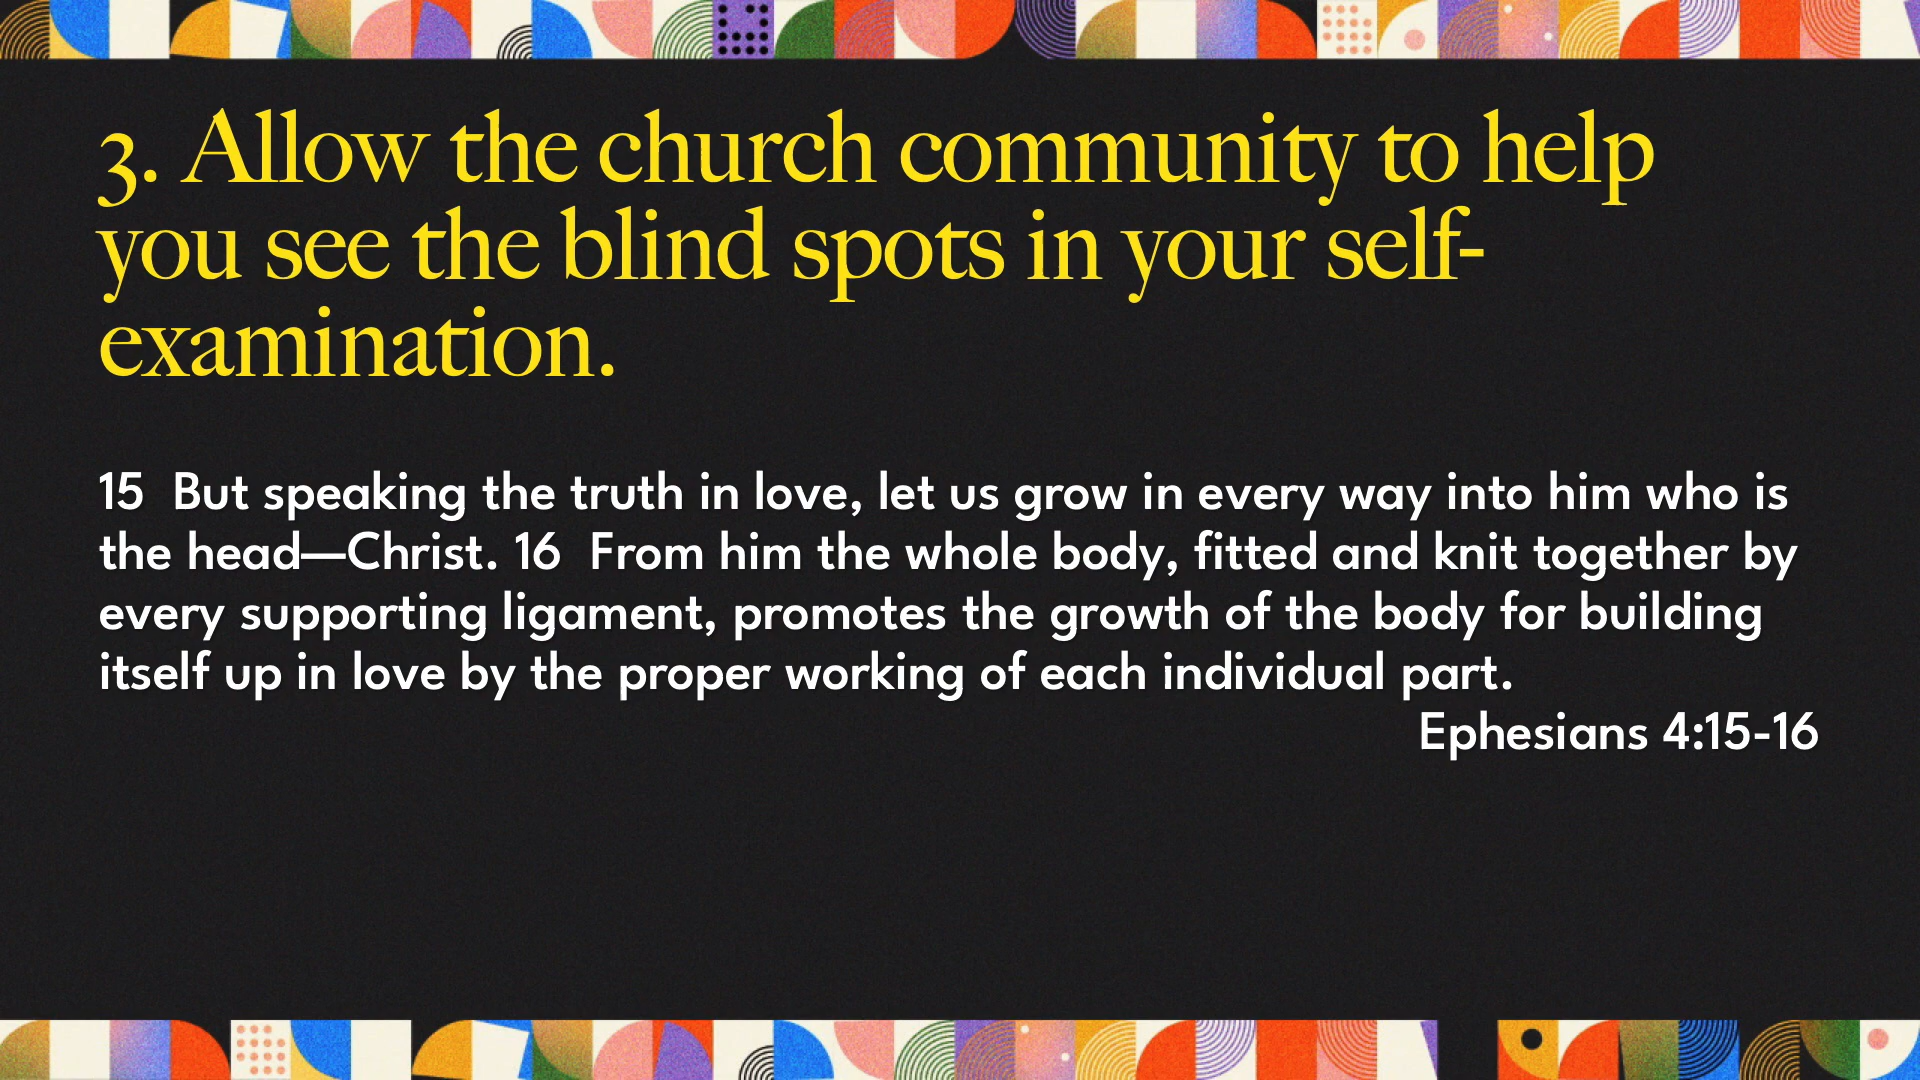 3. Allow the church community to help
you see the blind spots in your self-
examination.
15  But speaking the truth in love, let us grow in every way into him who is
the head—Christ. 16  From him the whole body, fitted and knit together by
every supporting ligament, promotes the growth of the body for building
itself up in love by the proper working of each individual part.
Ephesians 4:15-16